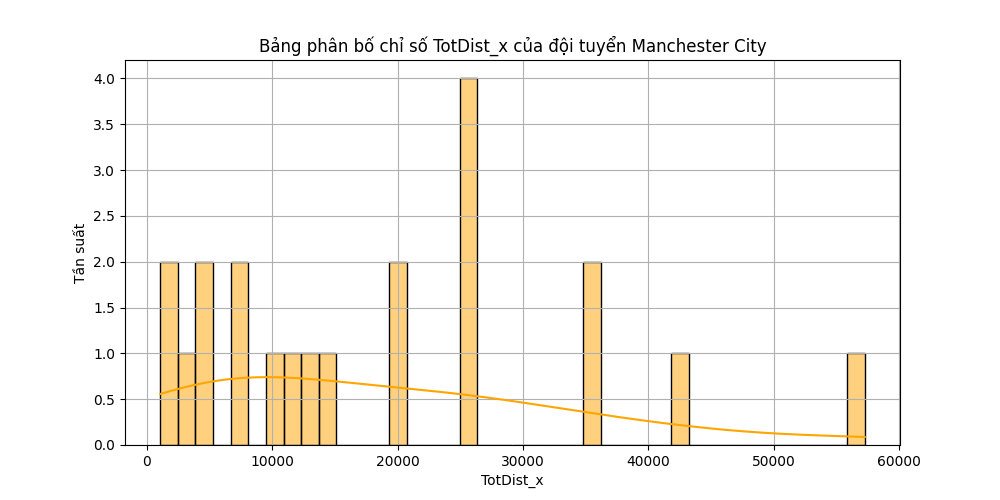 Bảng phân bố chỉ số TotDist_x của đội tuyển Manchester City
4.0
3.5
3.0
2.5
2.0
1.5
1.0
0.5
0.0
Tần suất
0 10000 20000 30000 40000 50000 60000
TotDist_x